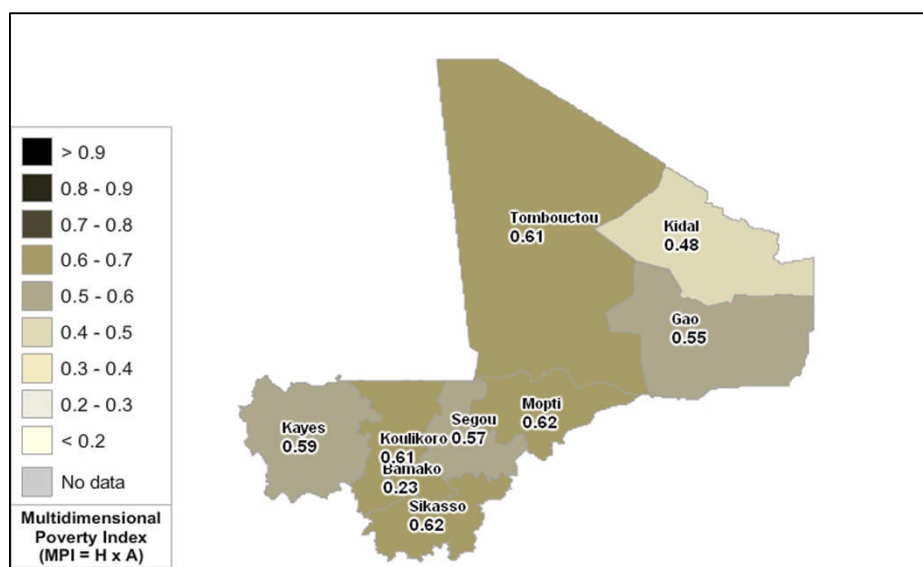 > 0.9
0.8 - 0.9
0.7 - 0.8
0.6 - 0.7
0.5 - 0.6
0.4 - 0.5
0.3 - 0.4
0.2 - 0.3
< 0.2
No data
Multidimensional
Poverty Index
(MPI = H x A)
Tombouctou
0.61
Kidal
0.48
Gao
0.55
Mopti
0.62
Segou
0.57
Kayes
0.59
Koulikoro
0.61
Bamako
0.23
Sikasso
0.62